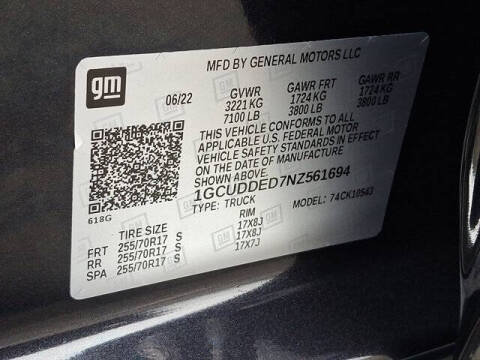 gm
MFD BY GENERAL MOTORS LLC
06/22 GVWR GAWR FRT GAWR RR
3221 KG 1724 KG 1724 KG
7100 LB 3800 LB 3800 LB
THIS VEHICLE CONFORMS TO ALL
APPLICABLE U.S. FEDERAL MOTOR
VEHICLE SAFETY STANDARDS IN EFFECT
ON THE DATE OF MANUFACTURE SHOWN ABOVE
1GCUDDED7NZ561694
618G
TYPE: TRUCK MODEL: 74CK10543
TIRE SIZE RIM
FRT 255/70R17 S 17X8J
RR 255/70R17 S 17X8J
SPA 255/70R17 S 17X7J